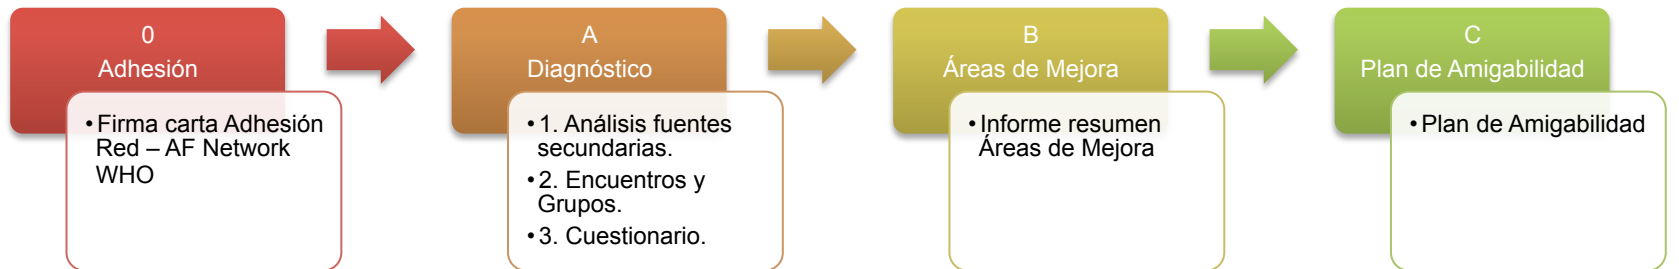 0
Adhesión
• Firma carta Adhesión
Red – AF Network
WHO
A
Diagnóstico
• 1. Análisis fuentes
secundarias.
• 2. Encuentros y
Grupos.
• 3. Cuestionario.
B
Áreas de Mejora
• Informe resumen
Áreas de Mejora
C
Plan de Amigabilidad
• Plan de Amigabilidad